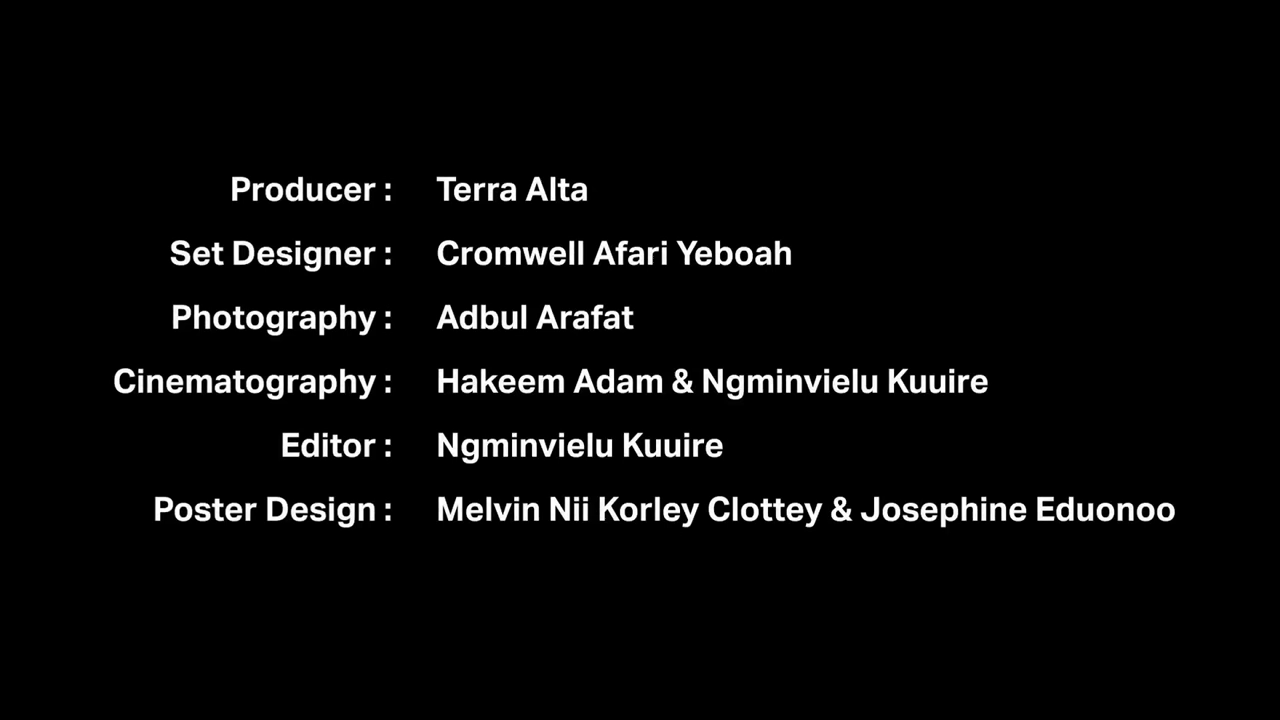 Producer : Terra Alta
Set Designer : Cromwell Afari Yeboah
Photography : Adbul Arafat
Cinematography : Hakeem Adam & Ngminvielu Kuuire
Editor : Ngminvielu Kuuire
Poster Design : Melvin Nii Korley Clottey & Josephine Eduonoo